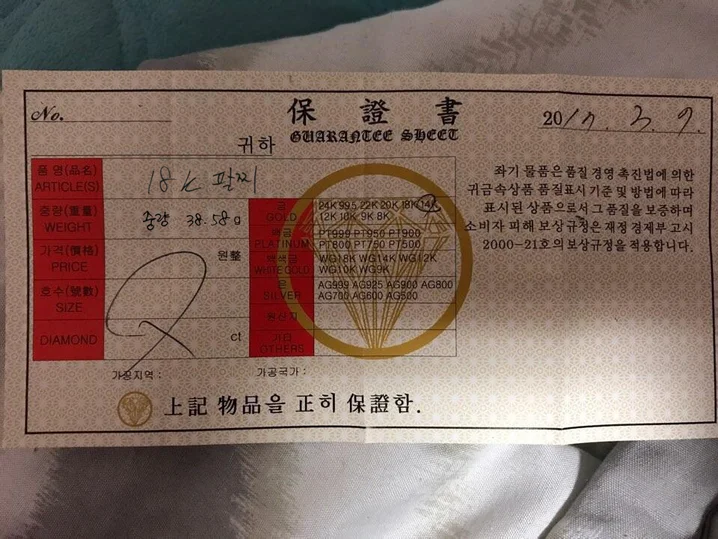 No.
保 證 書
GUARANTEE SHEET
2017. 3. 9.
귀하
품 명(品名)
ARTICLE(S)
18K 팔찌
중량(重量)
WEIGHT
중량 38.58g
가격(價格)
PRICE
원整
호수(號數)
SIZE
DIAMOND
ct
금
GOLD
24K 995 22K 20K 18K 14K
12K 10K 9K 8K
백금
PLATINUM
PT999 PT950 PT900
PT800 PT750 PT500
백색금
WHITE GOLD
WG18K WG14K WG12K
WG10K WG9K
은
SILVER
AG999 AG925 AG900 AG800
AG700 AG600 AG500
원산지
기타
OTHERS
가공지역 :
가공국가 :
좌기 물품은 품질 경영 촉진법에 의한
귀금속상품 품질표시 기준 및 방법에 따라
표시된 상품으로서 그 품질을 보증하며
소비자 피해 보상규정은 재정 경제부 고시
2000-21호의 보상규정을 적용합니다.
上記 物品을 正히 保證함.